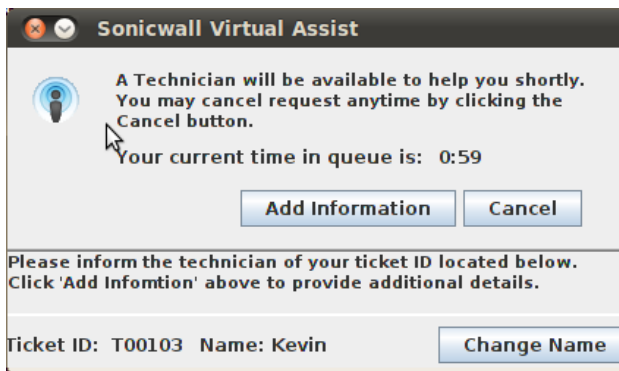 Sonicwall Virtual Assist
A Technician will be available to help you shortly.
You may cancel request anytime by clicking the
Cancel button.
Your current time in queue is: 0:59
Add Information Cancel
Please inform the technician of your ticket ID located below.
Click 'Add Infomtion' above to provide additional details.
Ticket ID: T00103 Name: Kevin Change Name